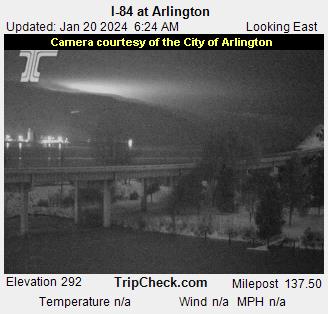 I-84 at Arlington
Updated: Jan 20 2024 6:24 AM Looking East
Camera courtesy of the City of Arlington
Elevation 292 TripCheck.com Milepost 137.50
Temperature n/a Wind n/a MPH n/a